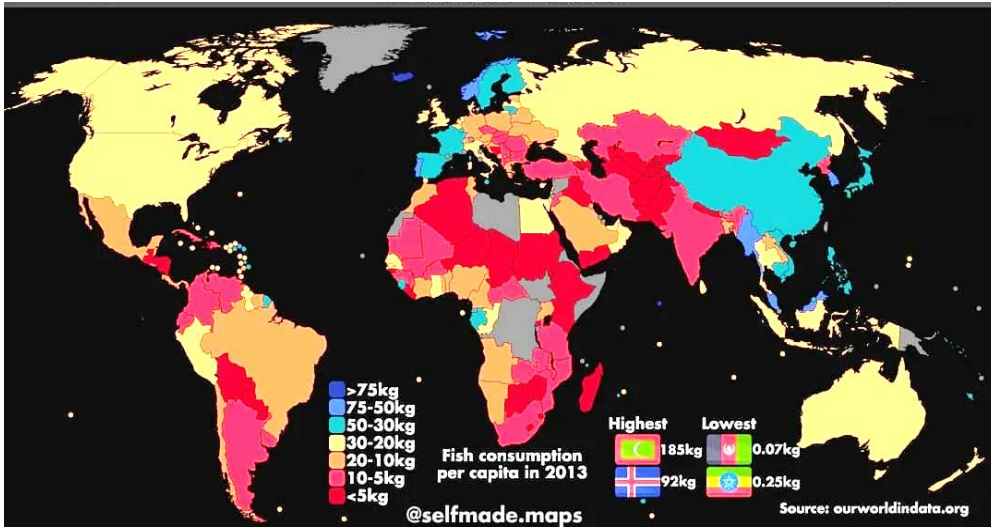 >75kg
75-50kg
50-30kg
30-20kg
20-10kg
10-5kg
<5kg
Fish consumption
per capita in 2013
Highest
185kg
92kg
Lowest
0.07kg
0.25kg
@selfmade.maps
Source: ourworldindata.org